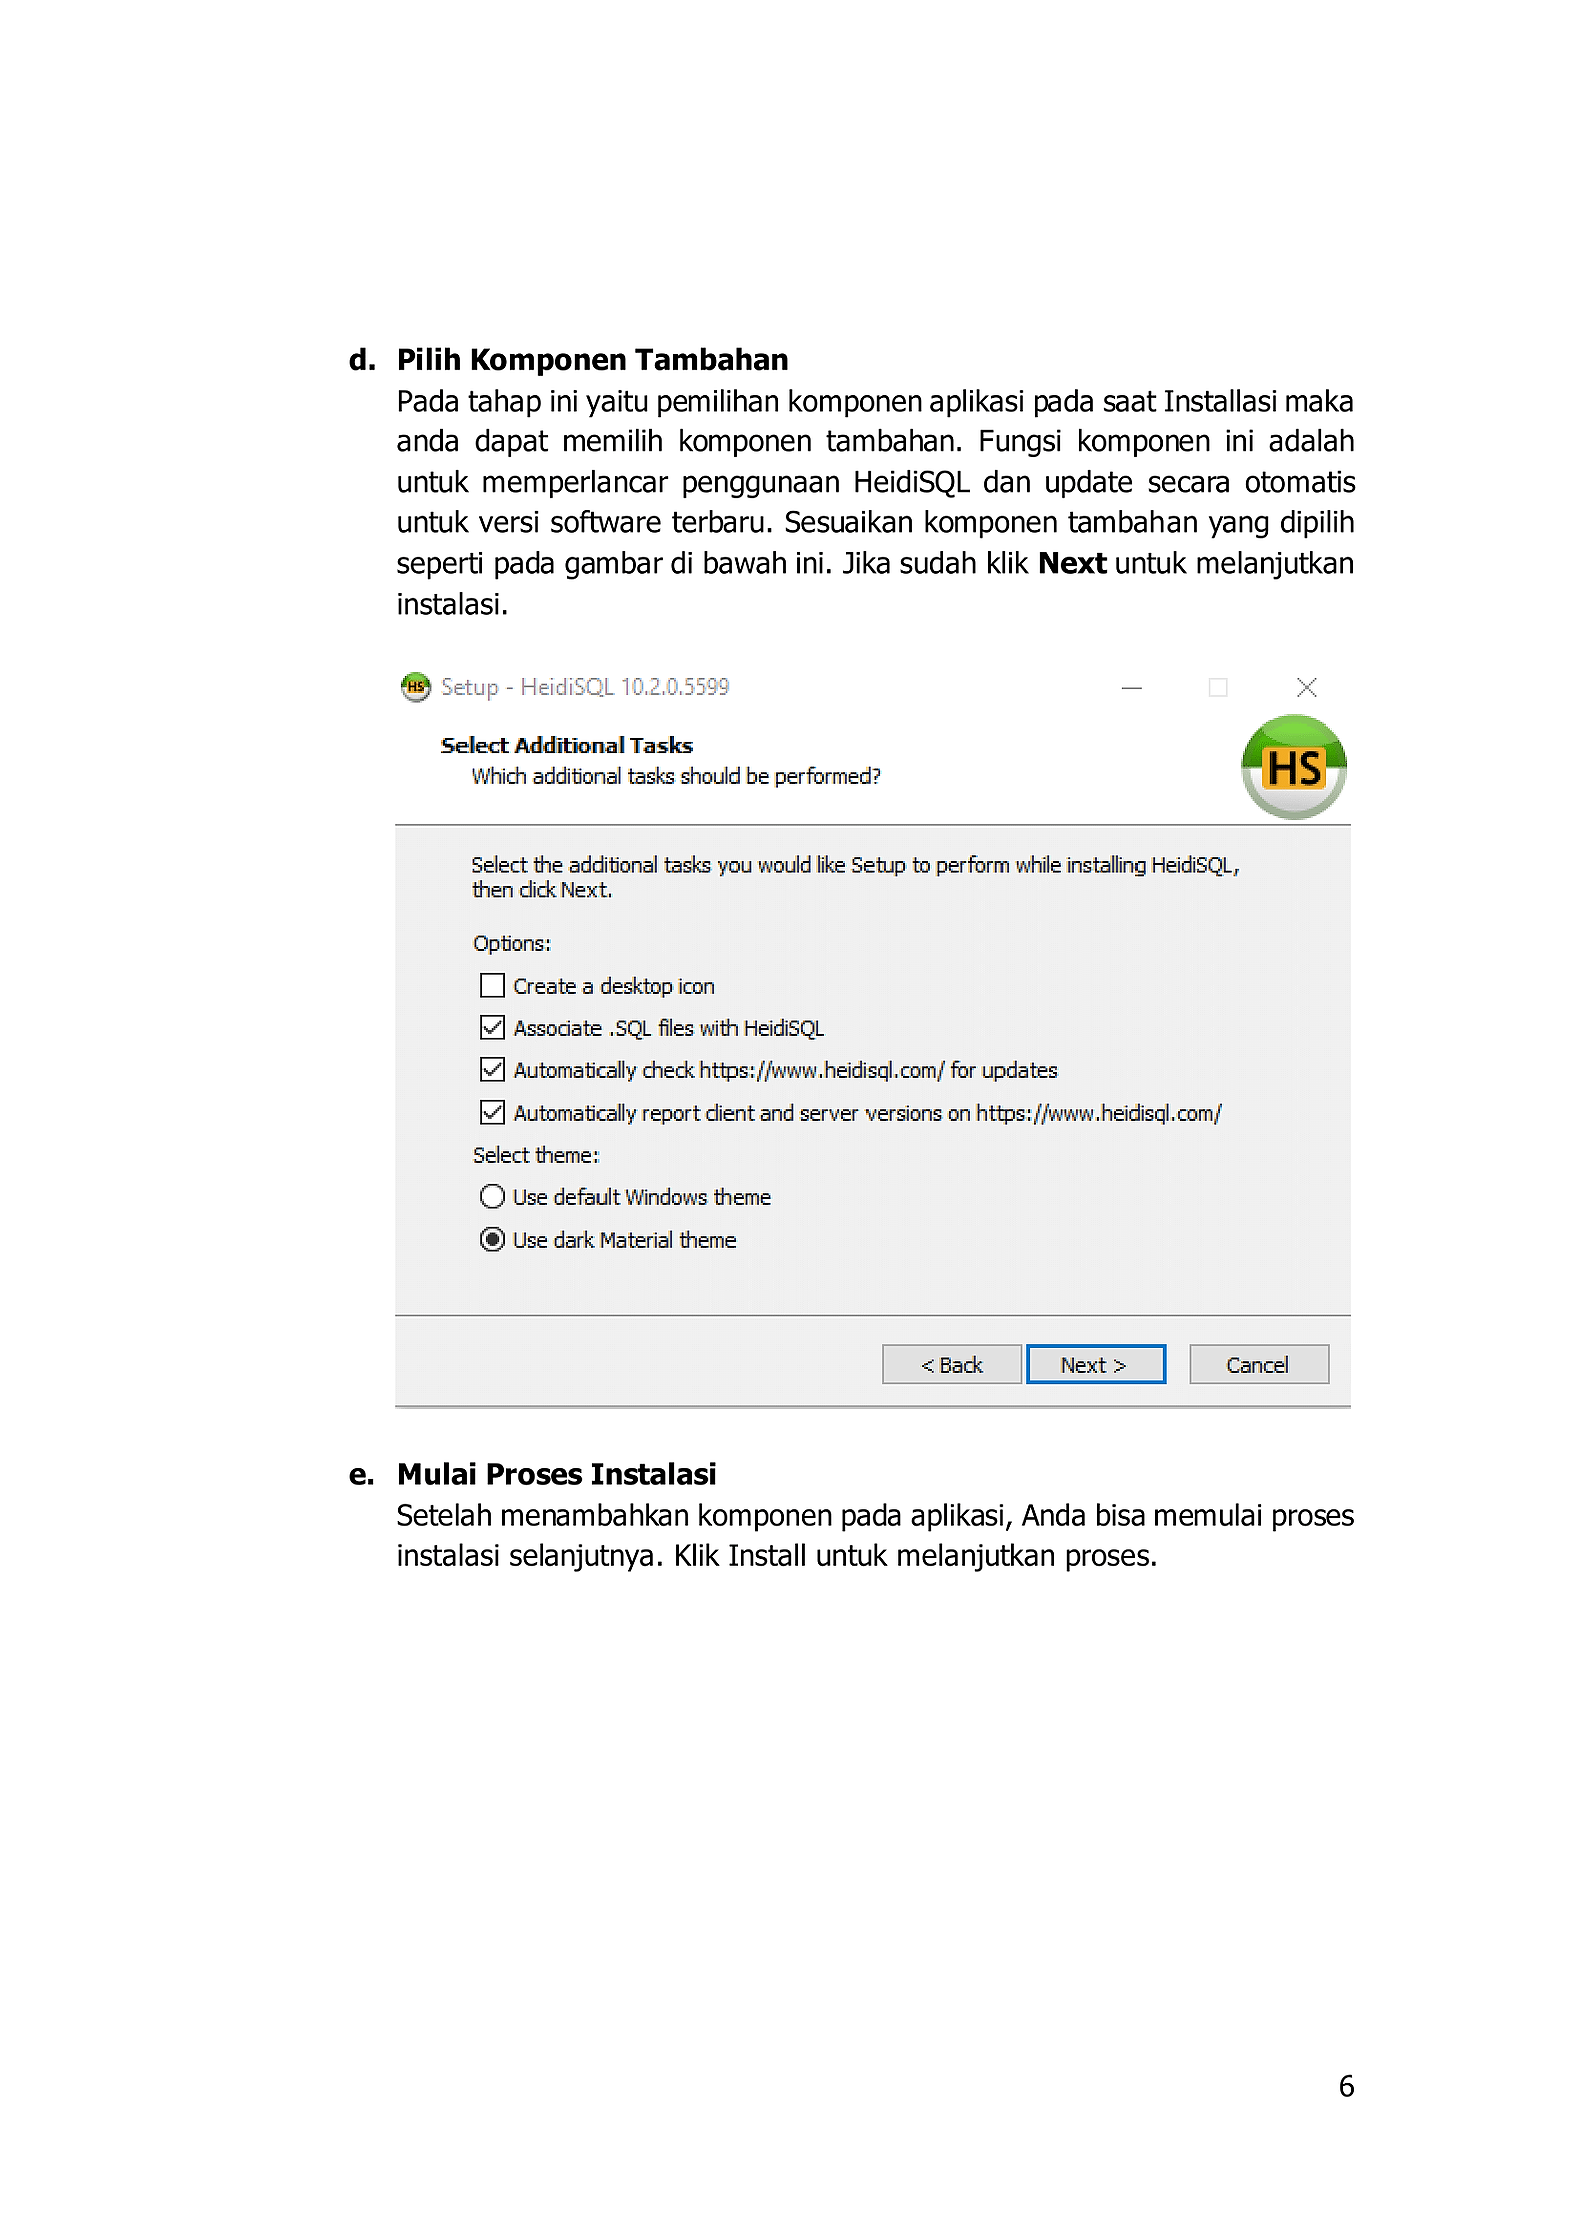 d. Pilih Komponen Tambahan
Pada tahap ini yaitu pemilihan komponen aplikasi pada saat Installasi maka
anda dapat memilih komponen tambahan. Fungsi komponen ini adalah
untuk memperlancar penggunaan HeidiSQL dan update secara otomatis
untuk versi software terbaru. Sesuaikan komponen tambahan yang dipilih
seperti pada gambar di bawah ini. Jika sudah klik Next untuk melanjutkan
instalasi.
HS Setup - HeidiSQL 10.2.0.5599
Select Additional Tasks
Which additional tasks should be performed?
HS
Select the additional tasks you would like Setup to perform while installing HeidiSQL,
then click Next.
Options:
Create a desktop icon
Associate .SQL files with HeidiSQL
Automatically check https://www.heidisql.com/ for updates
Automatically report client and server versions on https://www.heidisql.com/
Select theme:
Use default Windows theme
Use dark Material theme
< Back Next > Cancel
e. Mulai Proses Instalasi
Setelah menambahkan komponen pada aplikasi, Anda bisa memulai proses
instalasi selanjutnya. Klik Install untuk melanjutkan proses.
6